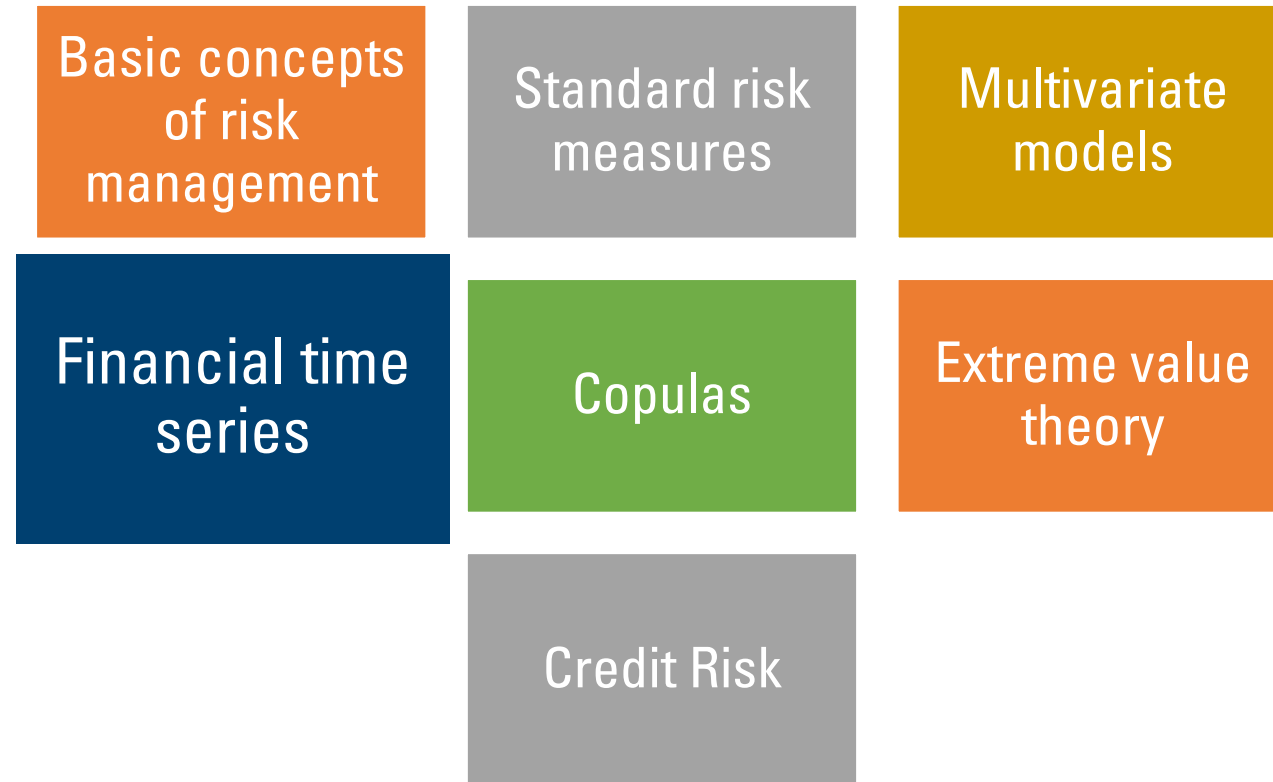 Basic concepts
of risk
management
Standard risk
measures
Multivariate
models
Financial time
series
Copulas
Extreme value
theory
Credit Risk